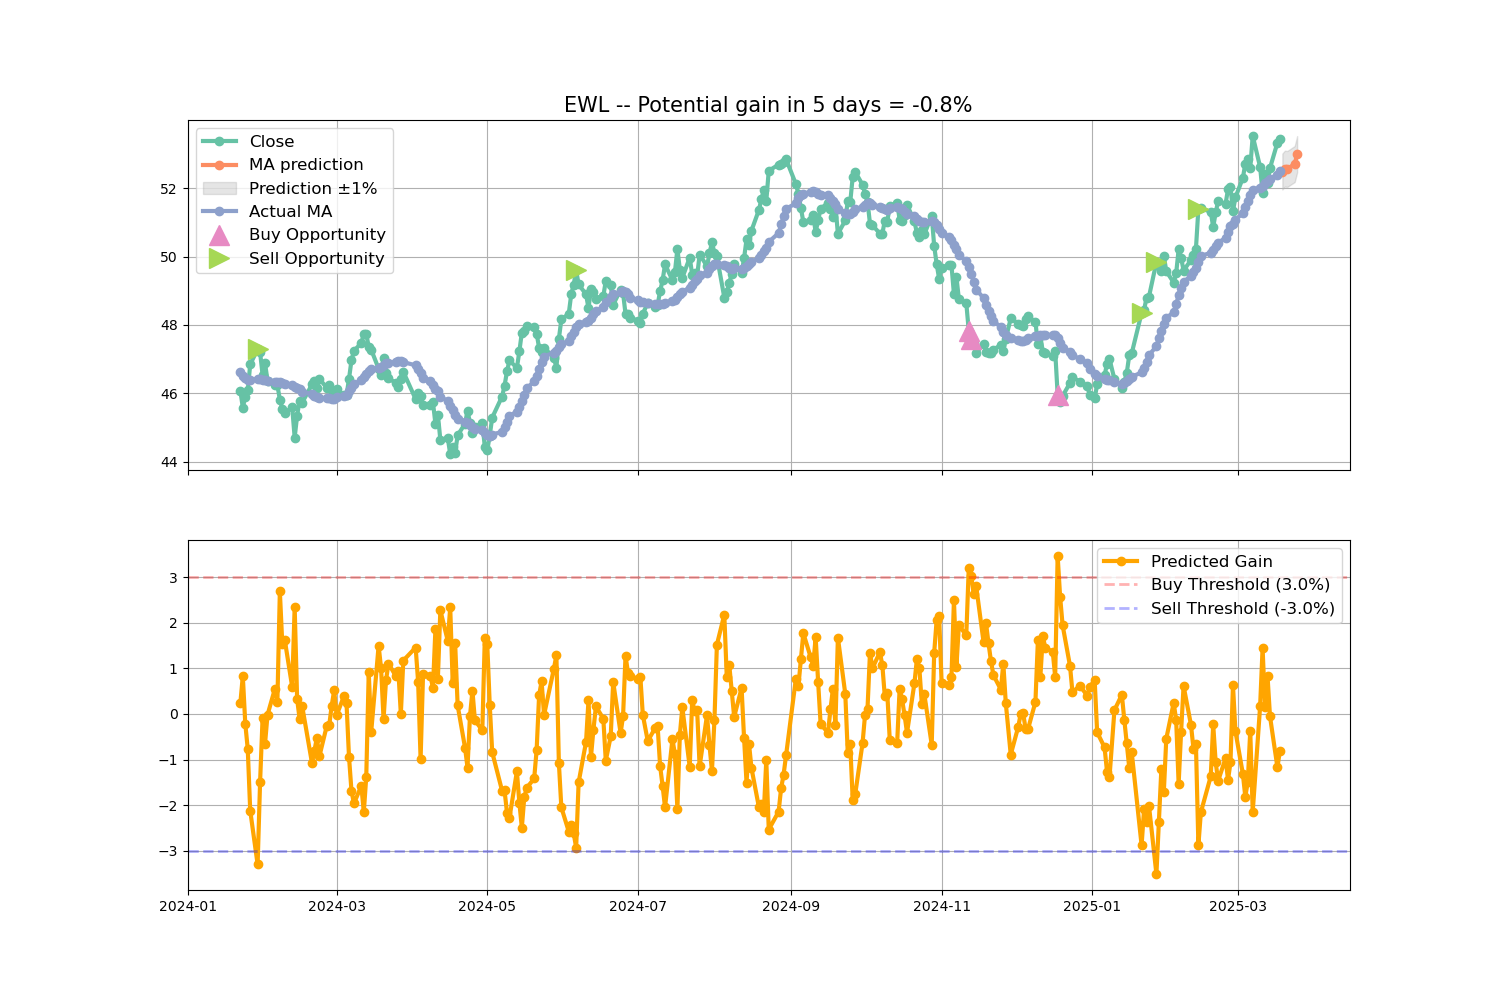 EWL -- Potential gain in 5 days = -0.8%
Close
MA prediction
Prediction ±1%
Actual MA
Buy Opportunity
Sell Opportunity
52
50
48
46
44
Predicted Gain
Buy Threshold (3.0%)
Sell Threshold (-3.0%)
3
2
1
0
−1
−2
−3
2024-01 2024-03 2024-05 2024-07 2024-09 2024-11 2025-01 2025-03